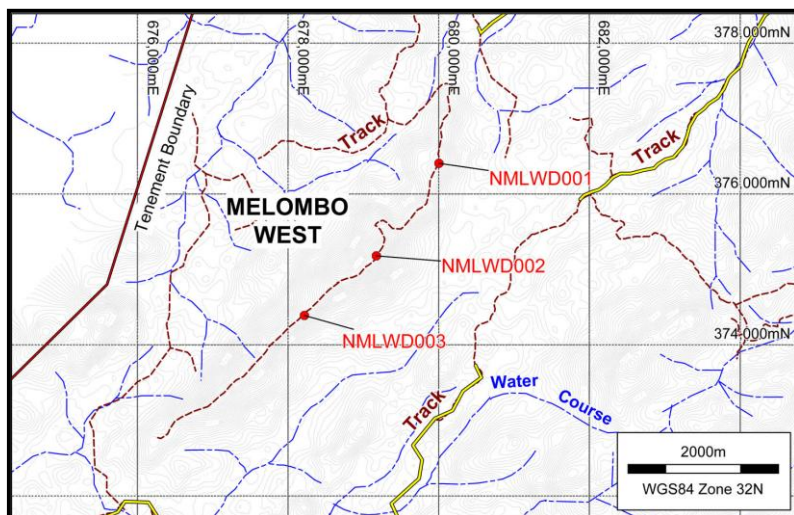 676,000mE
678,000mE
680,000mE
682,000mE
378,000mN
Tenement Boundary
Track
Track
NMLWD001
376,000mN
MELOMBO
WEST
NMLWD002
NMLWD003
374,000mN
Track
Water
Course
2000m
WGS84 Zone 32N